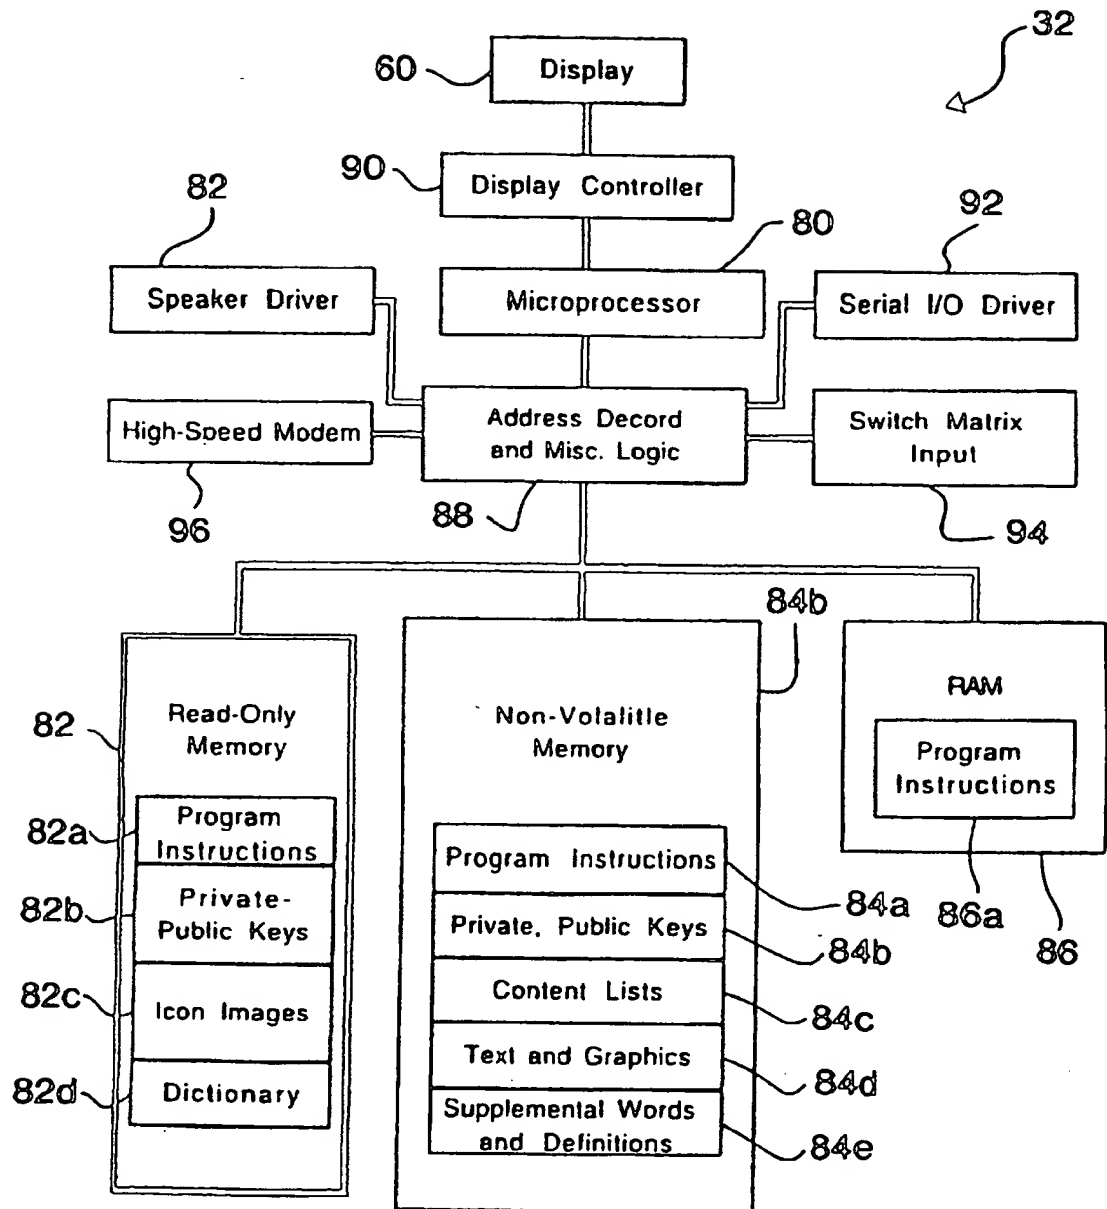 32
60
Display
90
Display Controller
82
80
92
Speaker Driver
Microprocessor
Serial I/O Driver
High-Speed Modem
Address Decord
and Misc. Logic
Switch Matrix
Input
96
88
94
84b
82
Read-Only
Memory
Non-Volalitle
Memory
RAM
Program
Instructions
82a
Program
Instructions
82b
Private-
Public Keys
82c
Icon Images
82d
Dictionary
Program Instructions
84a
Private, Public Keys
84b
Content Lists
84c
Text and Graphics
84d
Supplemental Words
and Definitions
84e
86a
86